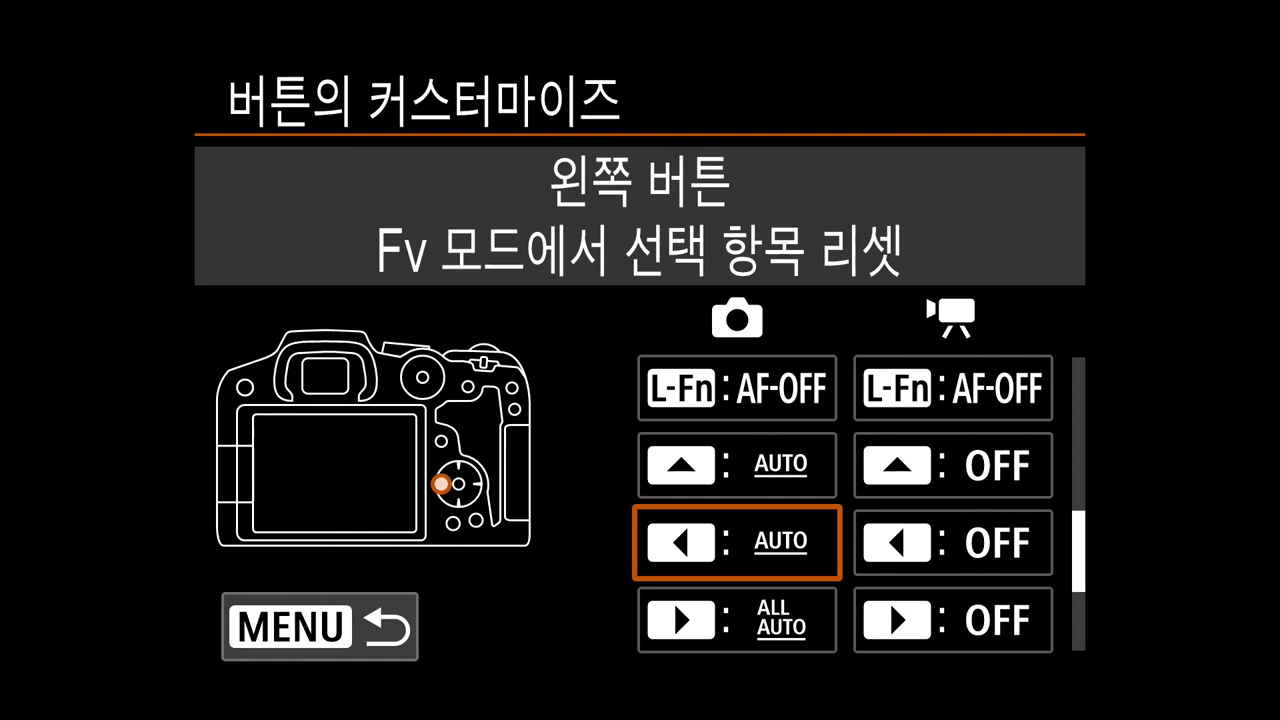 버튼의 커스터마이즈
왼쪽 버튼
Fv 모드에서 선택 항목 리셋
L-Fn : AF-OFF L-Fn : AF-OFF
: AUTO : OFF
: AUTO : OFF
: ALL AUTO : OFF
MENU